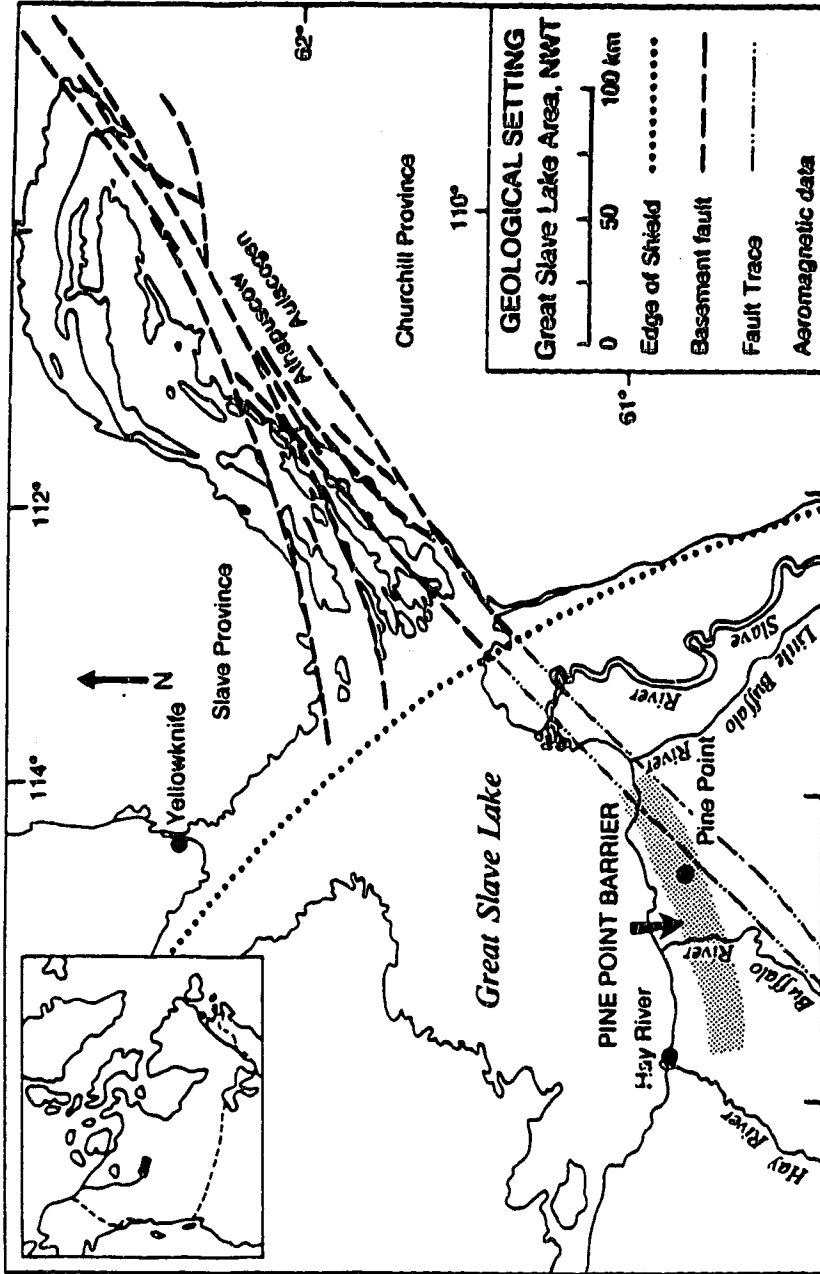 114°
112°
62°
Yellowknife
N
Slave Province
Athapuscow
Aulacogen
Churchill Province
110°
Great Slave Lake
61°
PINE POINT BARRIER
Hay River
Pine Point
Hay River
Buffalo River
River
Little Buffalo
Slave
River
GEOLOGICAL SETTING
Great Slave Lake Area, NWT
0 50 100 km
Edge of Shield
Basement fault
Fault Trace
Aeromagnetic data